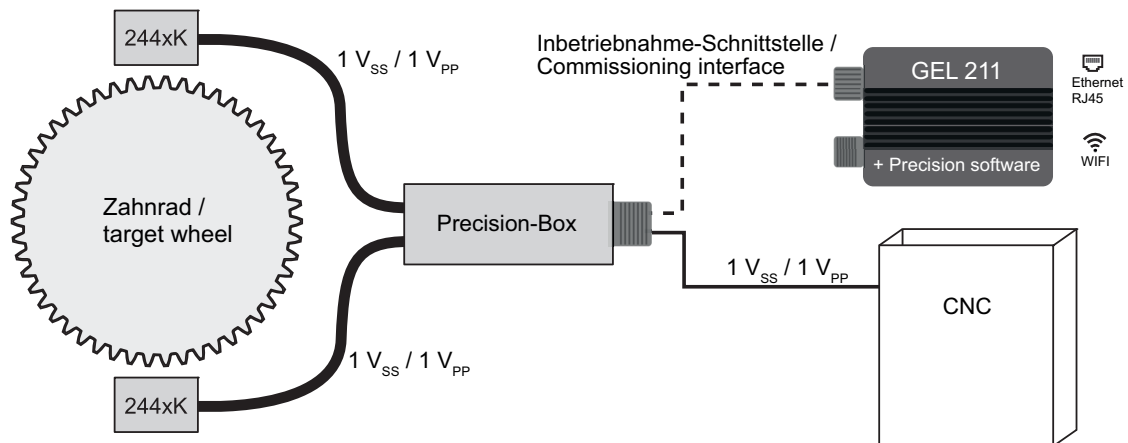 244xK
1 VSS / 1 VPP
Inbetriebnahme-Schnittstelle /
Commissioning interface
GEL 211
+ Precision software
Ethernet
RJ45
WIFI
Zahnrad /
target wheel
Precision-Box
1 VSS / 1 VPP
CNC
1 VSS / 1 VPP
244xK